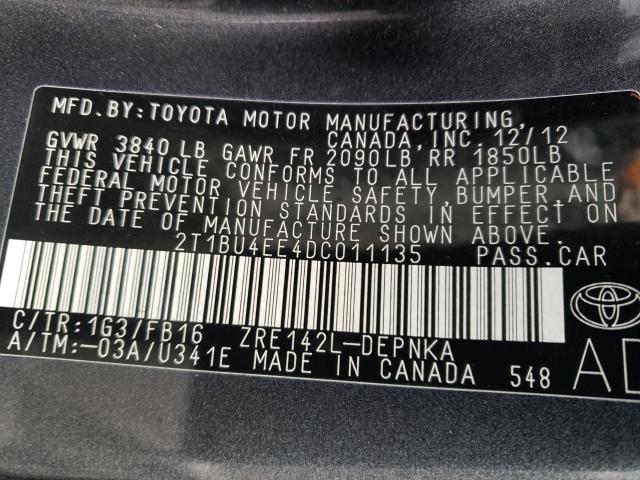 MFD.BY:TOYOTA MOTOR MANUFACTURING,
CANADA, INC. 12/12
GVWR 3840 LB GAWR FR 2090LB RR 1850LB
THIS VEHICLE CONFORMS TO ALL APPLICABLE
FEDERAL MOTOR VEHICLE SAFETY, BUMPER, AND
THEFT PREVENTION STANDARDS IN EFFECT ON
THE DATE OF MANUFACTURE SHOWN ABOVE.
2T1BU4EE4DC011135 PASS.CAR
C/TR:1G3/FB16 ZRE142L-DEPNKA
A/TM:-03A/U341E MADE IN CANADA 548
TOYOTA